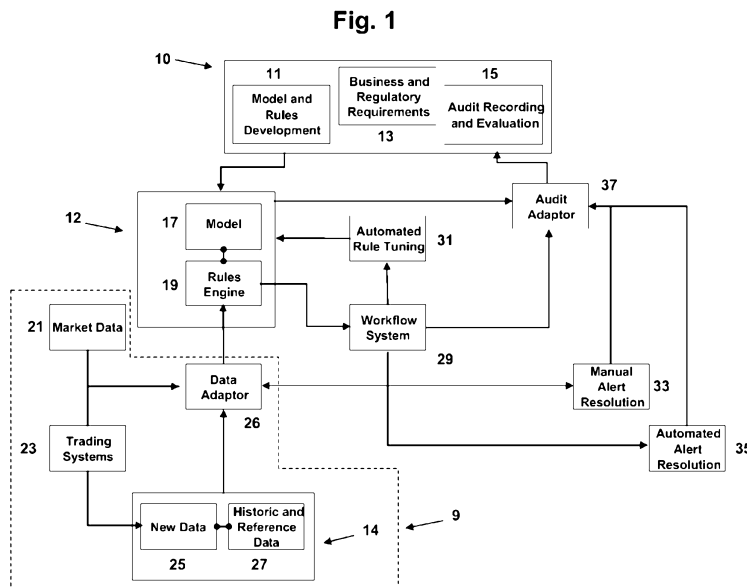 Fig. 1
10
11
Model and
Rules
Development
Business and
Regulatory
Requirements
13
15
Audit Recording
and Evaluation
12
17
Model
19
Rules
Engine
Automated
Rule Tuning
31
Audit
Adaptor
37
21
Market Data
Workflow
System
29
Data
Adaptor
26
Manual
Alert
Resolution
33
23
Trading
Systems
Automated
Alert
Resolution
35
New Data
25
Historic and
Reference
Data
27
14
9